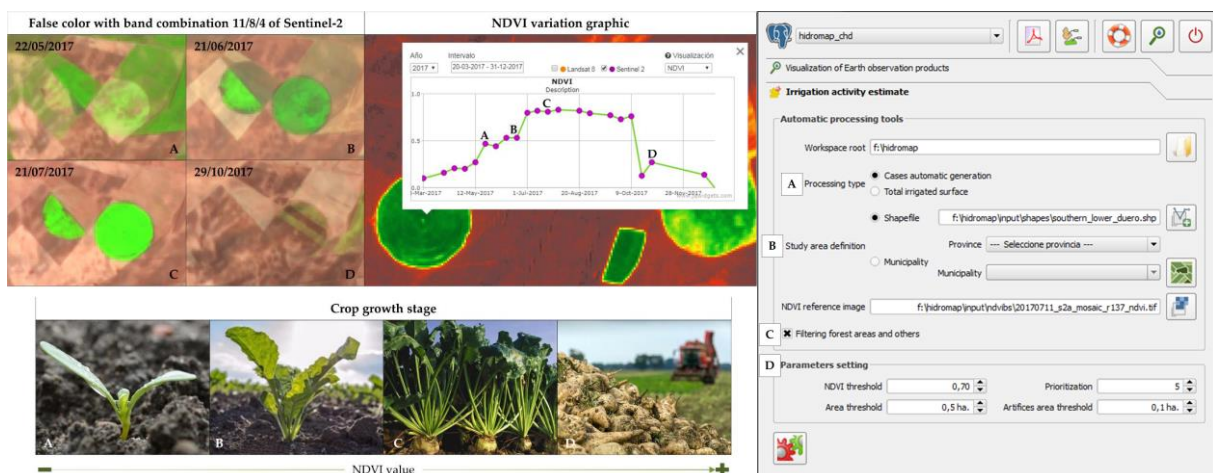 False color with band combination 11/8/4 of Sentinel-2
22/05/2017
A
21/06/2017
B
21/07/2017
C
29/10/2017
D
NDVI variation graphic
Año
Intervalo
Visualización
2017
20-03-2017 - 31-12-2017
Landsat 8
Sentinel 2
NDVI
NDVI
Description
1.0
0.5
0.0
A
B
C
D
12-May-2017
1-Jul-2017
20-Aug-2017
9-Oct-2017
28-Nov-2017
Crop growth stage
A
B
C
D
NDVI value
hidromap_chd
Visualization of Earth observation products
Irrigation activity estimate
Automatic processing tools
Workspace root
f:\hidromap
A
Processing type
Cases automatic generation
Total irrigated surface
Shapefile
f:\hidromap\input\shapes\southern_lower_duero.shp
B
Study area definition
Province
--- Seleccione provincia ---
Municipality
Municipality
NDVI reference image
f:\hidromap\input\ndvibs\20170711_s2a_mosaic_r137_ndvi.tif
C
Filtering forest areas and others
D
Parameters setting
NDVI threshold
0,70
Prioritization
5
Area threshold
0,5 ha.
Artifices area threshold
0,1 ha.